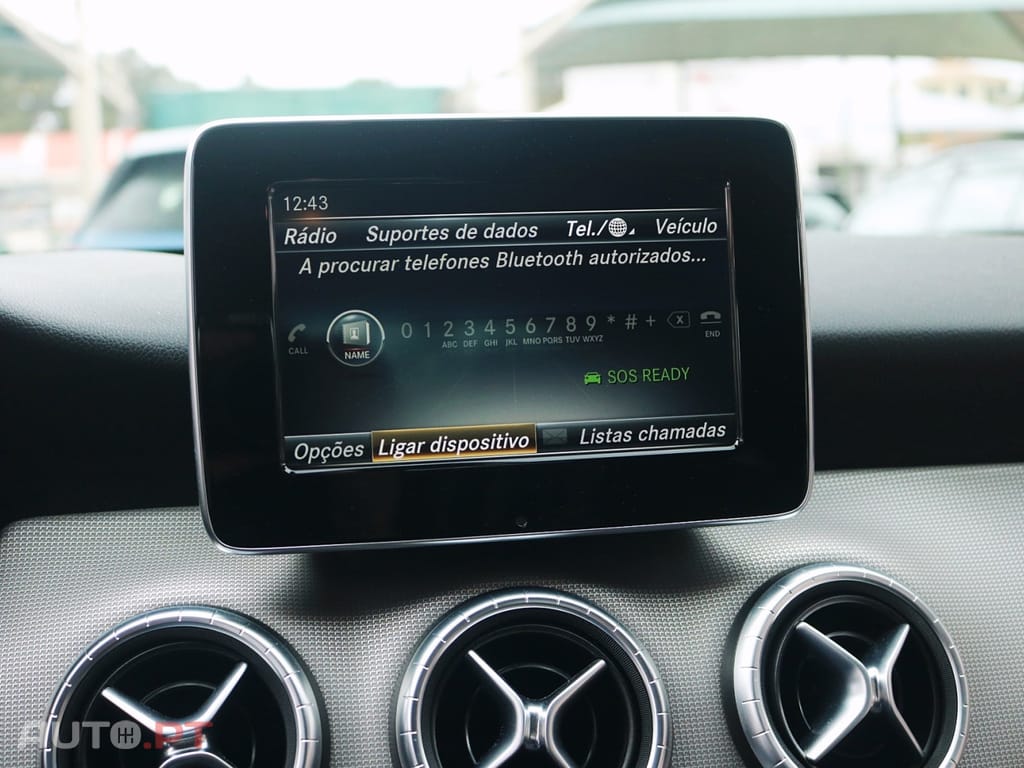 12:43
Rádio Suportes de dados Tel./ Veículo
A procurar telefones Bluetooth autorizados...
CALL NAME 0 1 2 3 4 5 6 7 8 9 * # + END
ABC DEF GHI JKL MNO PQRS TUV WXYZ
SOS READY
Opções Ligar dispositivo Listas chamadas
AUTO.PT